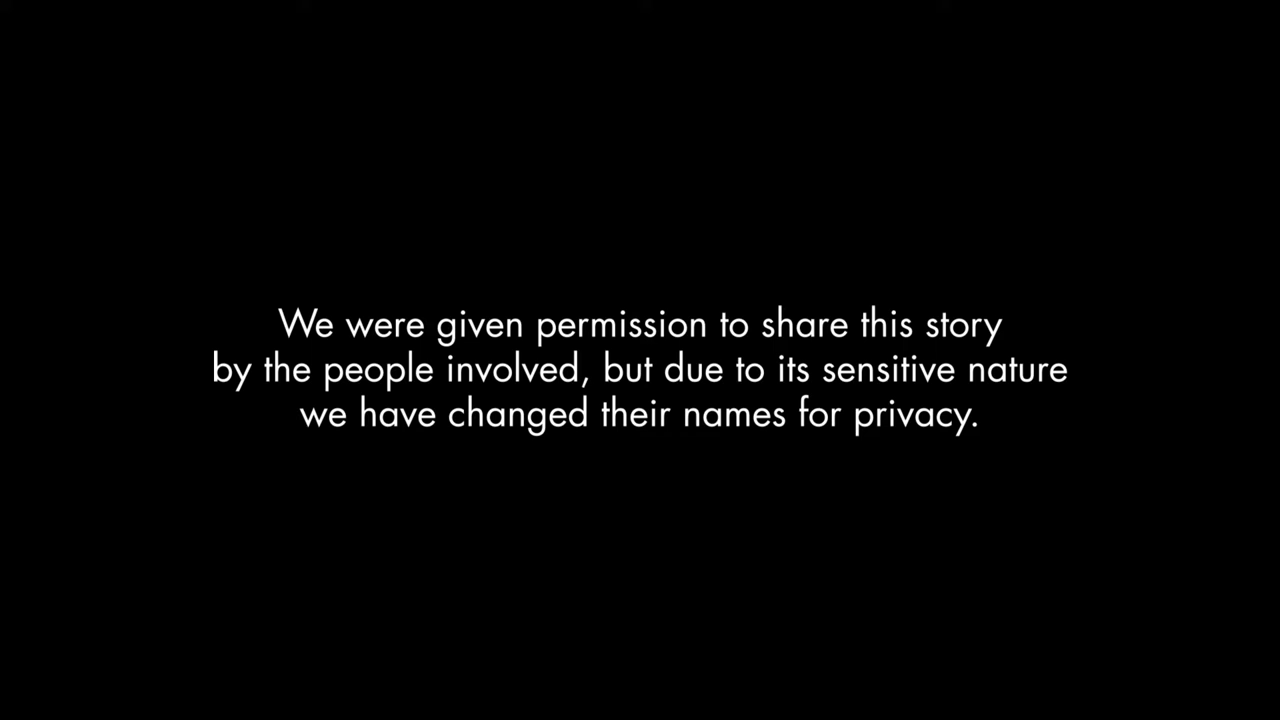 We were given permission to share this story
by the people involved, but due to its sensitive nature
we have changed their names for privacy.